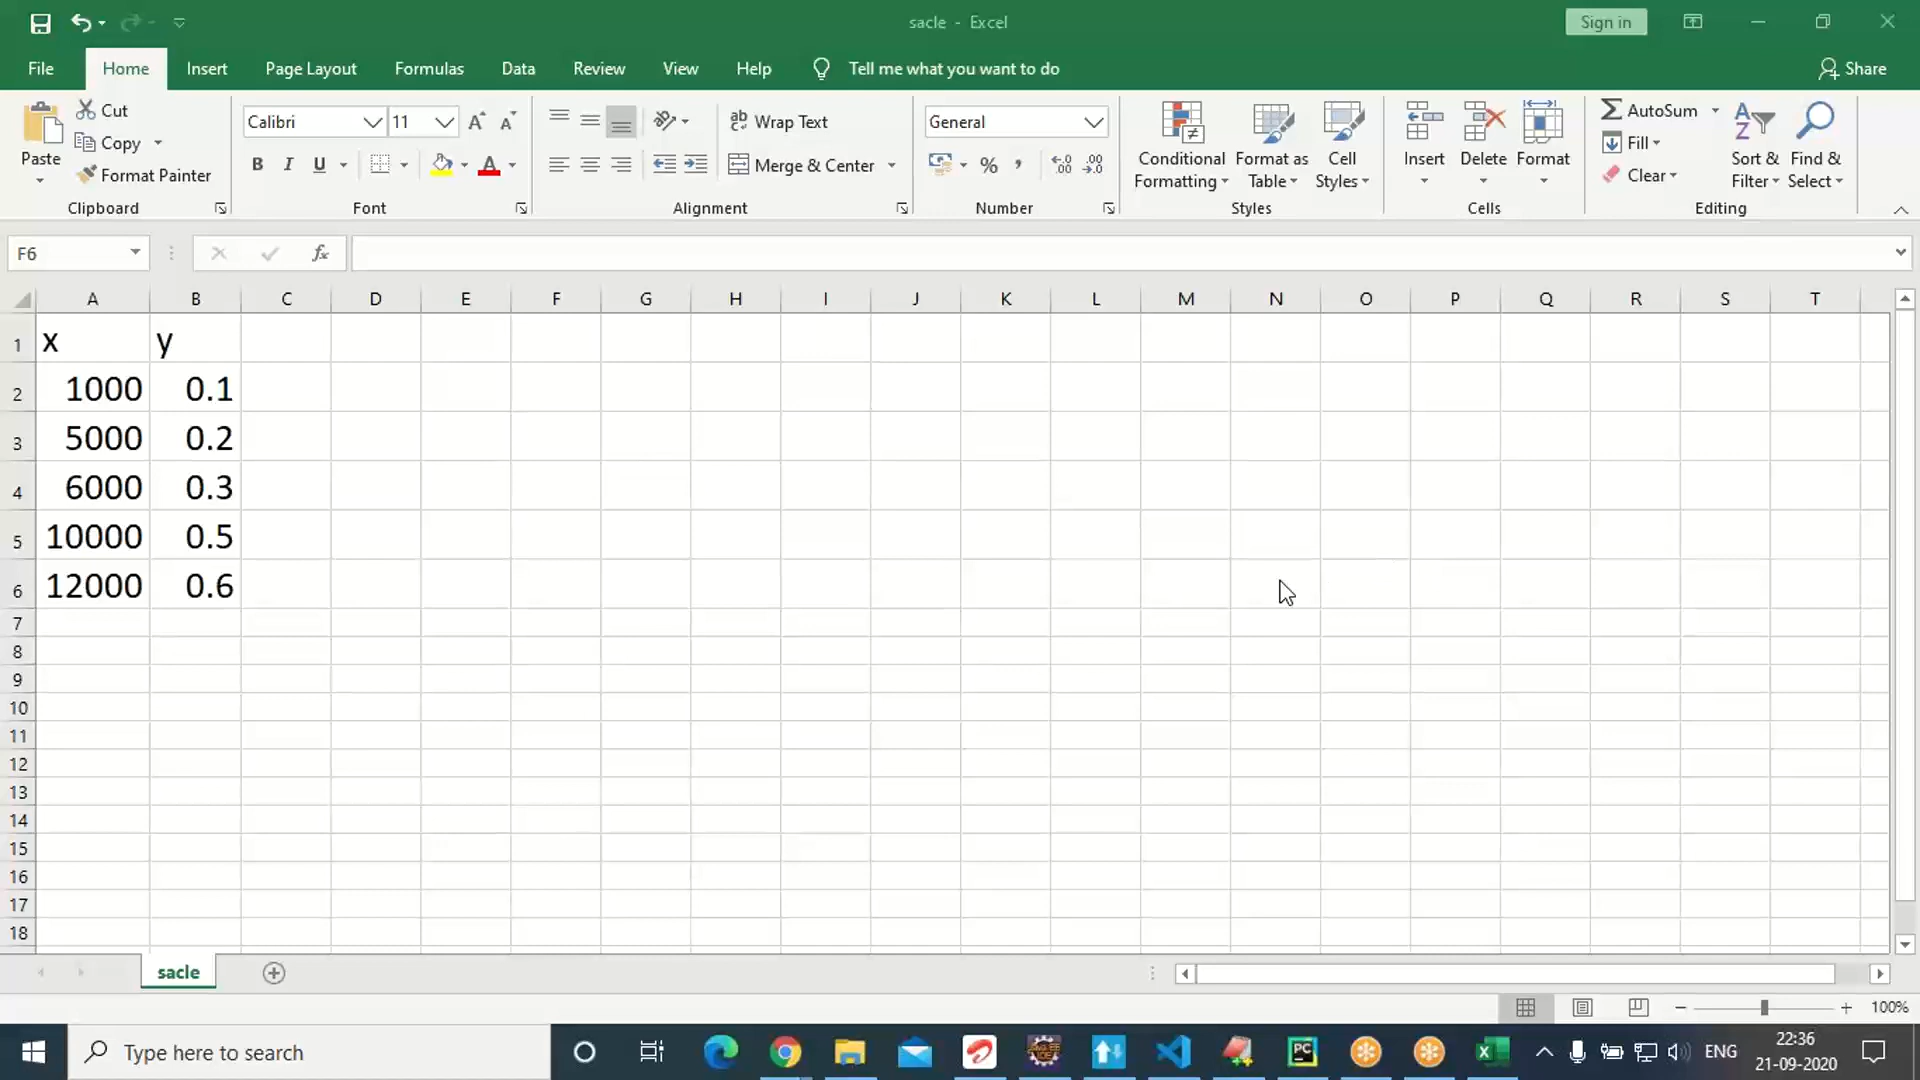 sacle - Excel
Sign in
File Home Insert Page Layout Formulas Data Review View Help Tell me what you want to do Share
Paste Cut Copy Format Painter Clipboard
Calibri 11 A A B I U A Font
ab Wrap Text Merge & Center Alignment
General % , Number
Conditional Formatting Format as Table Cell Styles Styles
Insert Delete Format Cells
AutoSum Fill Clear Sort & Filter Find & Select Editing
F6 fx
A B C D E F G H I J K L M N O P Q R S T
1 x y
2 1000 0.1
3 5000 0.2
4 6000 0.3
5 10000 0.5
6 12000 0.6
7
8
9
10
11
12
13
14
15
16
17
18
sacle
100%
Type here to search PC ENG 22:36
21-09-2020